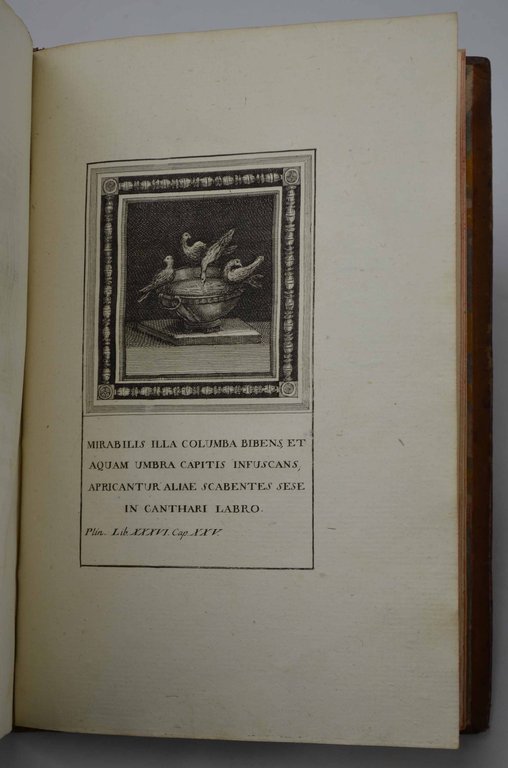 MIRABILIS ILLA COLUMBA BIBENS, ET
AQUAM UMBRA CAPITIS INFUSCANS,
APRICANTUR ALIAE SCABENTES SESE
IN CANTHARI LABRO.
Plin. Lib. XXXVI. Cap. XXV.